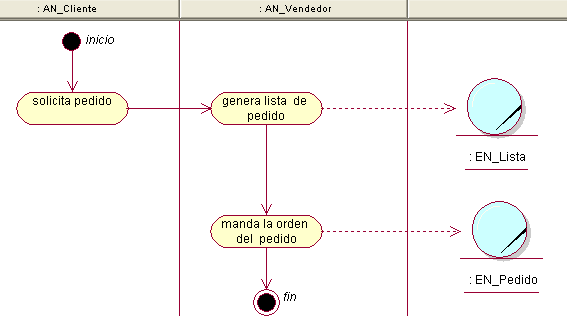 : AN_Cliente
: AN_Vendedor
inicio
solicita pedido
genera lista de
pedido
: EN_Lista
manda la orden
del pedido
: EN_Pedido
fin